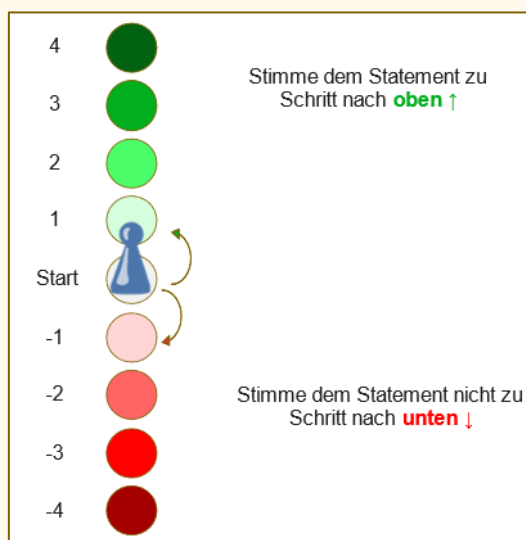 4
Stimme dem Statement zu
Schritt nach oben ↑
3
2
1
Start
-1
-2
Stimme dem Statement nicht zu
Schritt nach unten ↓
-3
-4